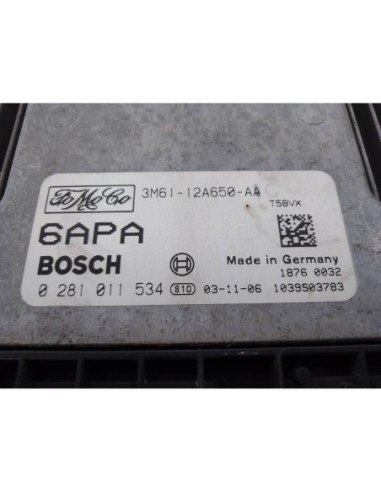 FoMoCo 3M61-12A650-AA C
T5BVX
6APA
BOSCH Made in Germany
1876 0032
0 281 011 534 810 03-11-06 1039S03783